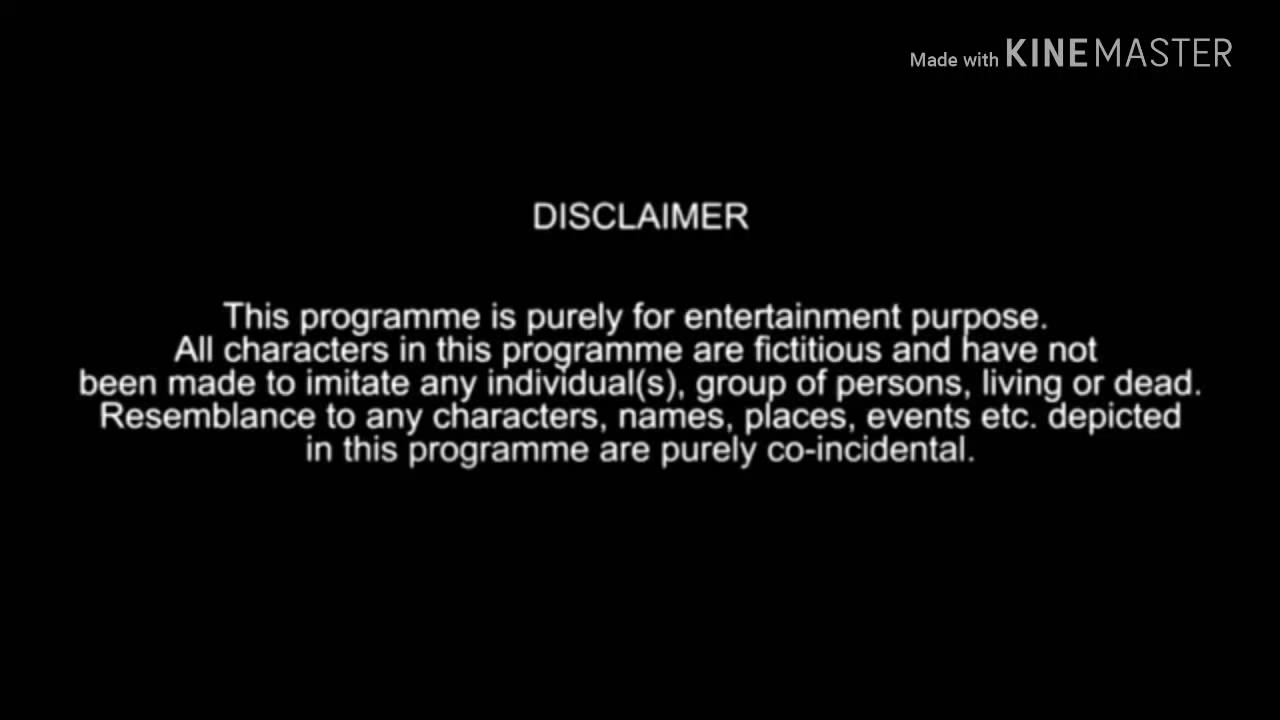 Made with KINEMASTER
DISCLAIMER
This programme is purely for entertainment purpose.
All characters in this programme are fictitious and have not
been made to imitate any individual(s), group of persons, living or dead.
Resemblance to any characters, names, places, events etc. depicted
in this programme are purely co-incidental.